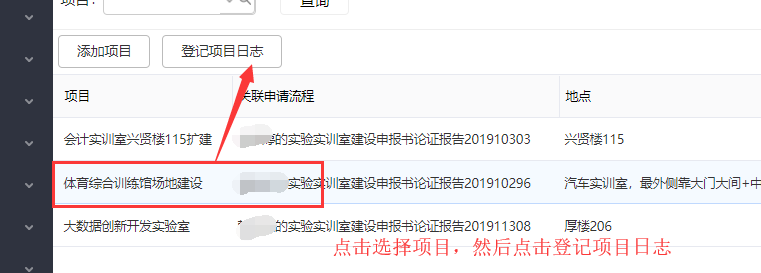 项目：
查询
添加项目
登记项目日志
项目
关联申请流程
地点
会计实训室兴贤楼115扩建
的实验实训室建设申报书论证报告201910303
兴贤楼115
体育综合训练馆场地建设
实验实训室建设申报书论证报告201910296
汽车实训室，最外侧靠大门大间+中
大数据创新开发实验室
的实验实训室建设申报书论证报告201911308
厚楼206
点击选择项目，然后点击登记项目日志